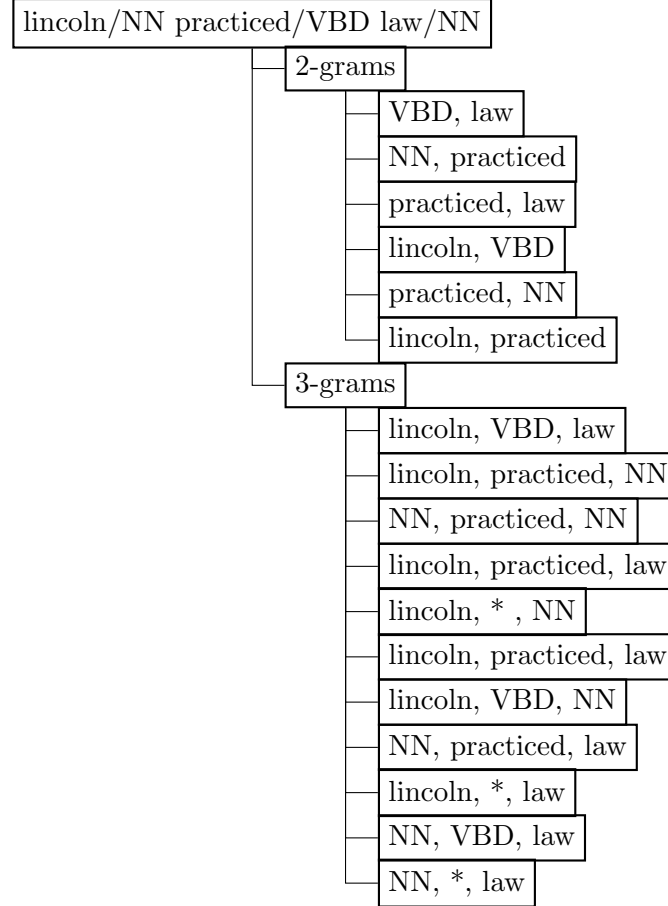 lincoln/NN practiced/VBD law/NN
2-grams
VBD, law
NN, practiced
practiced, law
lincoln, VBD
practiced, NN
lincoln, practiced
3-grams
lincoln, VBD, law
lincoln, practiced, NN
NN, practiced, NN
lincoln, practiced, law
lincoln, * , NN
lincoln, practiced, law
lincoln, VBD, NN
NN, practiced, law
lincoln, *, law
NN, VBD, law
NN, *, law